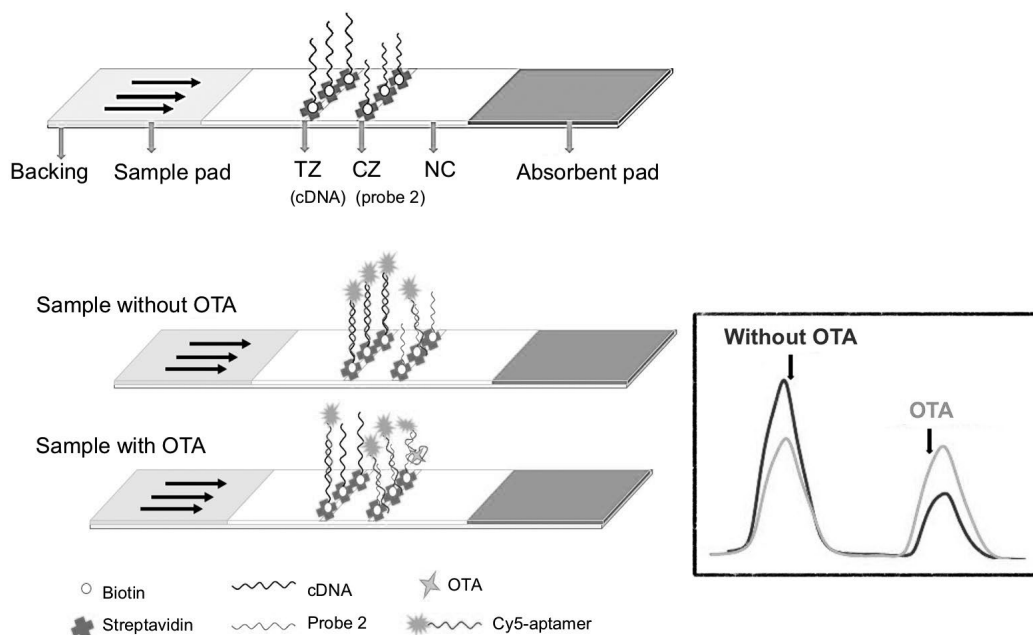 Backing
Sample pad
TZ
CZ
NC
Absorbent pad
(cDNA)
(probe 2)
Sample without OTA
Without OTA
OTA
Sample with OTA
Biotin
cDNA
OTA
Streptavidin
Probe 2
Cy5-aptamer